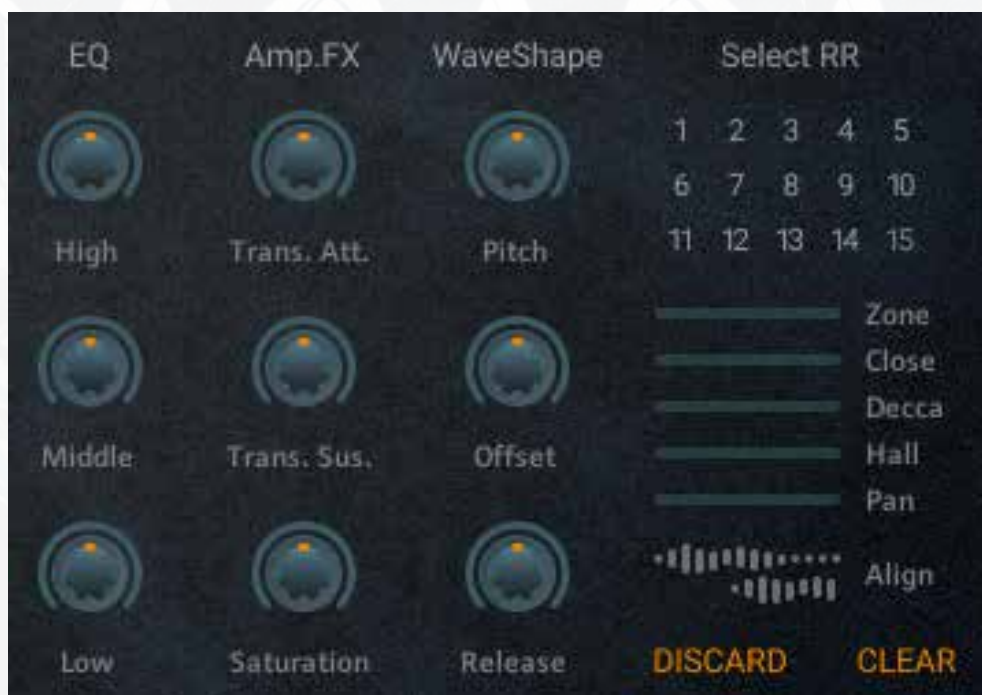 EQ Amp.FX WaveShape Select RR
1 2 3 4 5
6 7 8 9 10
11 12 13 14 15
High Trans. Att. Pitch
Zone
Close
Decca
Hall
Pan
Middle Trans. Sus. Offset
Align
Low Saturation Release DISCARD CLEAR